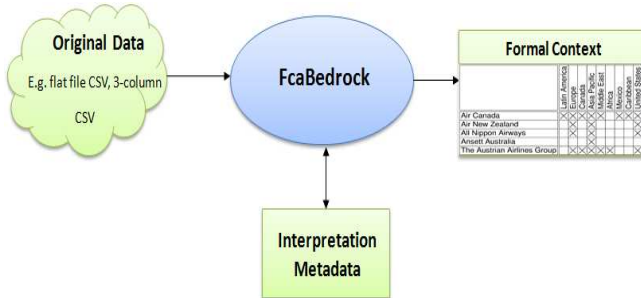 Original Data
E.g. flat file CSV, 3-column
CSV
FcaBedrock
Formal Context
Latin America
Europe
Canada
Asia Pacific
Middle East
Africa
Mexico
Caribbean
United States
Air Canada
Air New Zealand
All Nippon Airways
Ansett Australia
The Austrian Airlines Group
Interpretation
Metadata